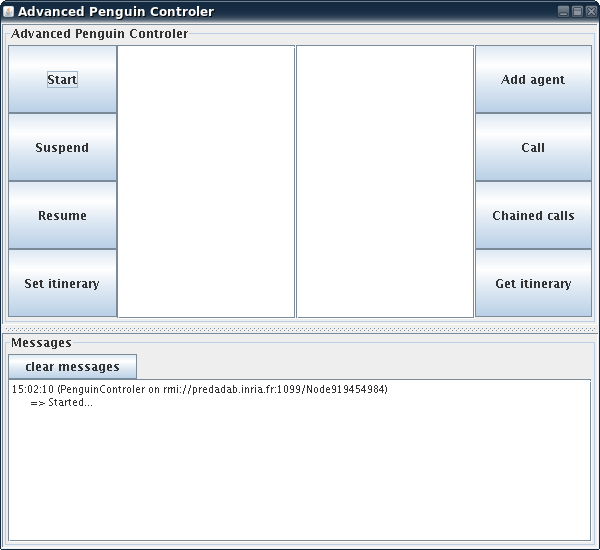 Advanced Penguin Controler
Advanced Penguin Controler
Start
Add agent
Suspend
Call
Resume
Chained calls
Set itinerary
Get itinerary
Messages
clear messages
15:02:10 (PenguinControler on rmi://predadab.inria.fr:1099/Node919454984)
=> Started...